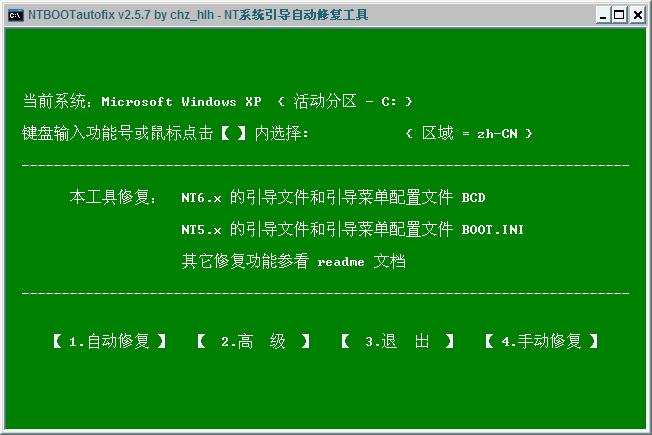 NTBOOTautofix v2.5.7 by chz_hlh - NT系统引导自动修复工具
当前系统: Microsoft Windows XP { 活动分区 - C: }
键盘输入功能号或鼠标点击【 】内选择: { 区域 = zh-CN }
本工具修复: NT6.x 的引导文件和引导菜单配置文件 BCD
NT5.x 的引导文件和引导菜单配置文件 BOOT.INI
其它修复功能参看 readme 文档
【 1.自动修复 】 【 2.高 级 】 【 3.退 出 】 【 4.手动修复 】